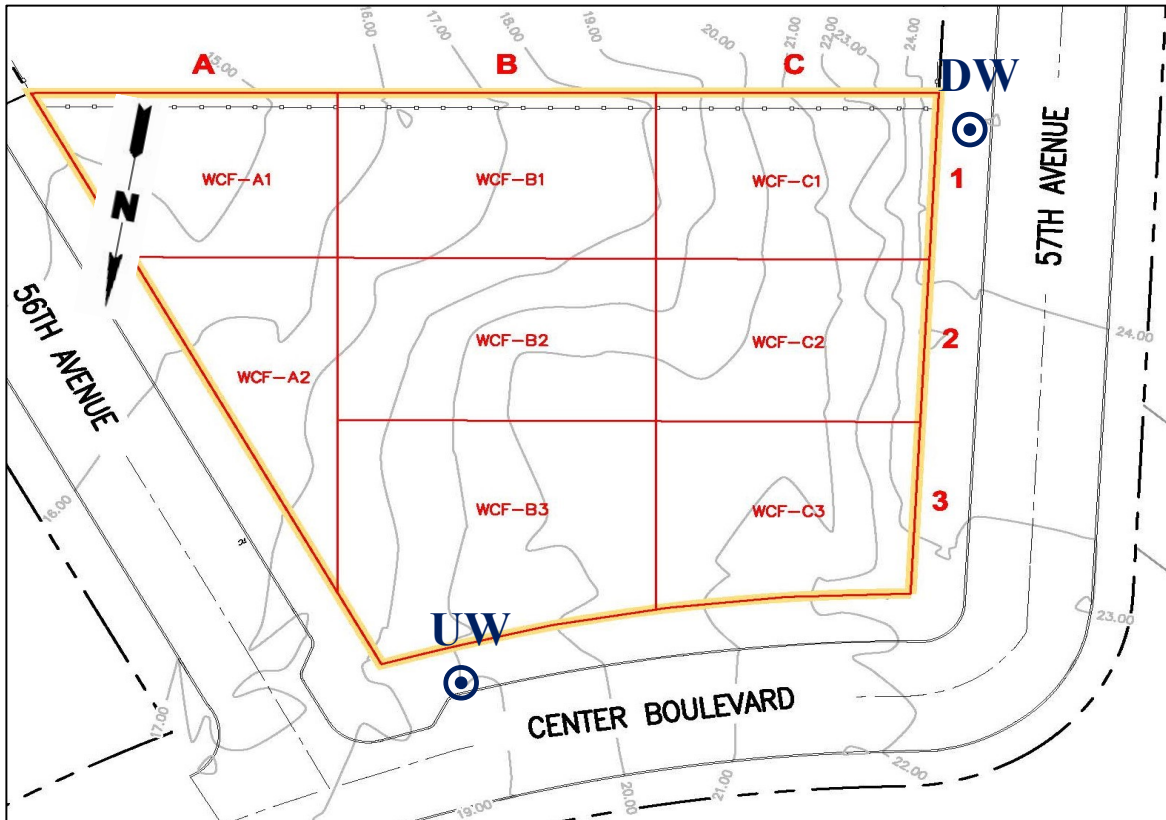 16.00
17.00
18.00
19.00
20.00
21.00
22.00
23.00
24.00
A
B
C
15.00
DW
WCF-A1
WCF-B1
WCF-C1
1
N
57TH AVENUE
56TH AVENUE
WCF-A2
WCF-B2
WCF-C2
2
24.00
16.00
WCF-B3
WCF-C3
3
23.00
UW
CENTER BOULEVARD
17.00
19.00
20.00
21.00
22.00